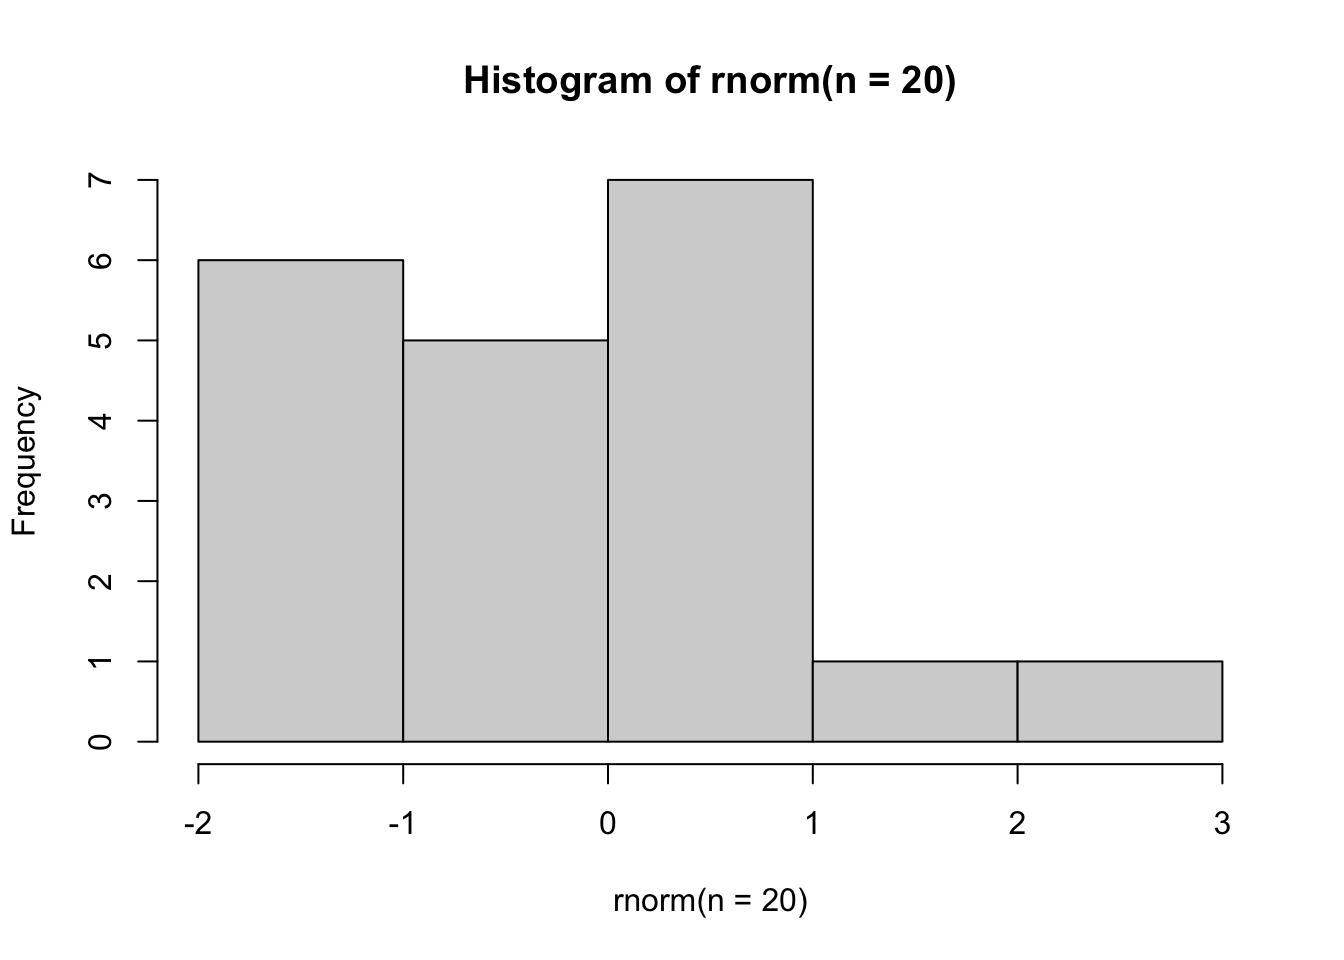 Histogram of rnorm(n = 20)
Frequency
7
6
5
4
3
2
1
0
-2 -1 0 1 2 3
rnorm(n = 20)